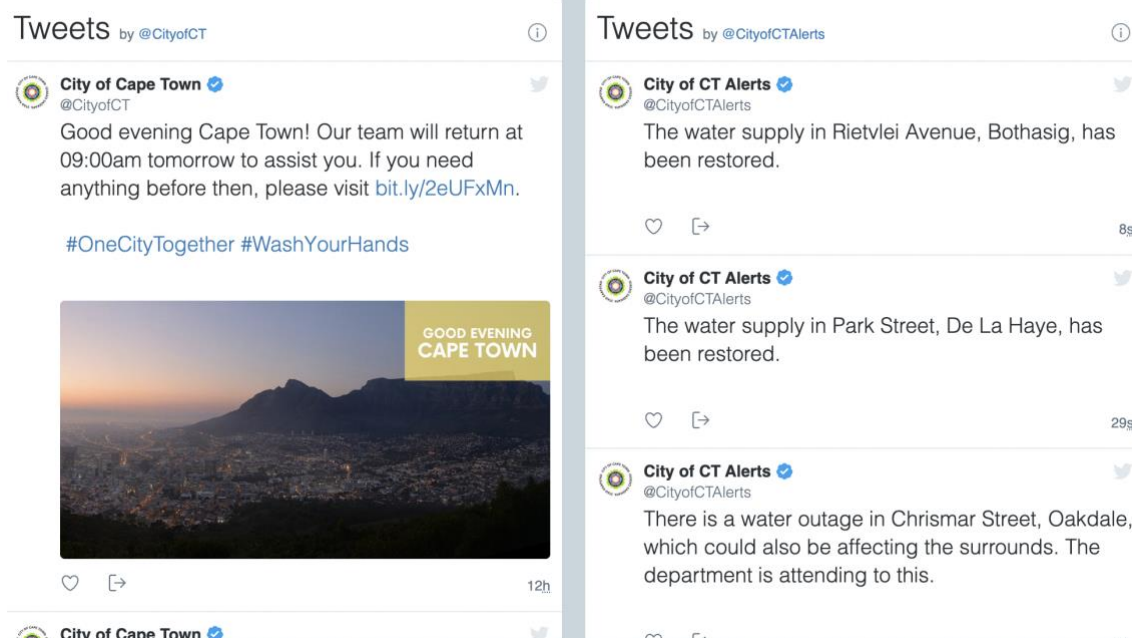 Tweets by @CityofCT
City of Cape Town
@CityofCT
Good evening Cape Town! Our team will return at
09:00am tomorrow to assist you. If you need
anything before then, please visit bit.ly/2eUFxMn.
#OneCityTogether #WashYourHands
GOOD EVENING
CAPE TOWN
12h
City of Cape Town
Tweets by @CityofCTAlerts
City of CT Alerts
@CityofCTAlerts
The water supply in Rietvlei Avenue, Bothasig, has
been restored.
8s
City of CT Alerts
@CityofCTAlerts
The water supply in Park Street, De La Haye, has
been restored.
29s
City of CT Alerts
@CityofCTAlerts
There is a water outage in Chrismar Street, Oakdale,
which could also be affecting the surrounds. The
department is attending to this.